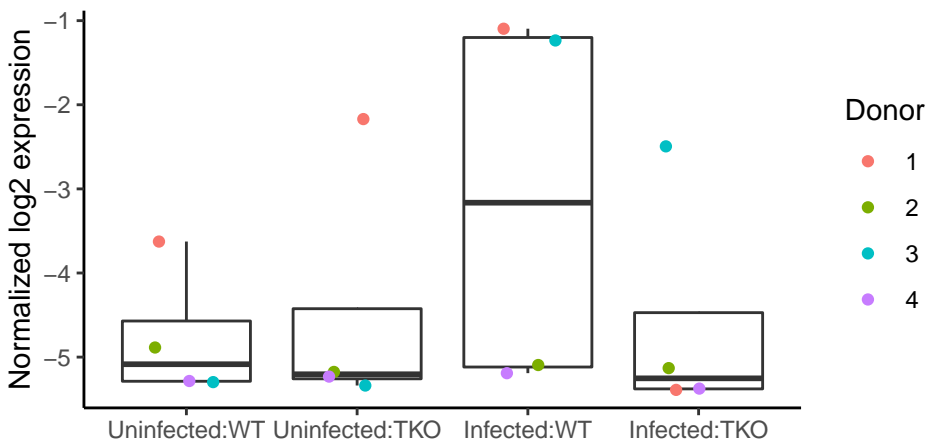 Normalized log2 expression
−1
−2
−3
−4
−5
Uninfected:WT
Uninfected:TKO
Infected:WT
Infected:TKO
Donor
1
2
3
4